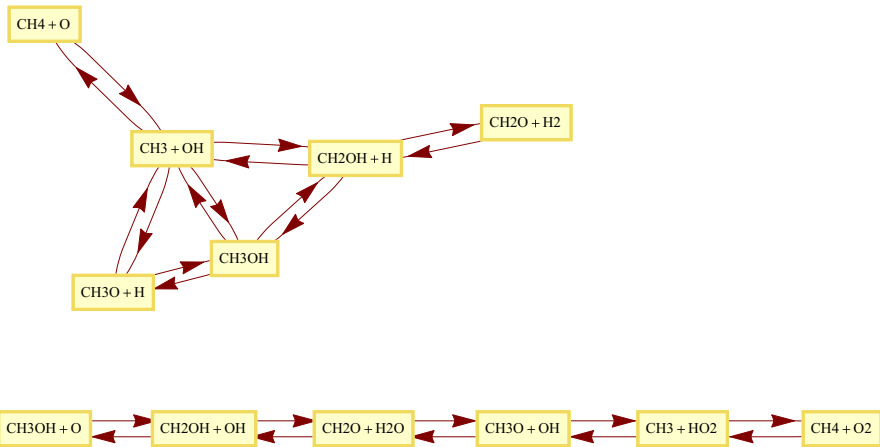 CH4 + O
CH2O + H2
CH3 + OH
CH2OH + H
CH3OH
CH3O + H
CH3OH + O
CH2OH + OH
CH2O + H2O
CH3O + OH
CH3 + HO2
CH4 + O2